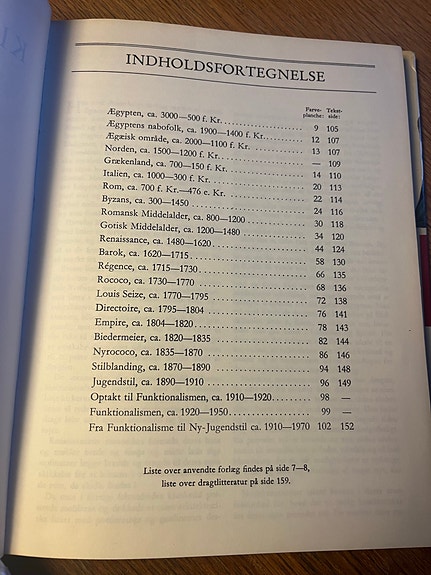 INDHOLDSFORTEGNELSE
Farve- Tekst-
planche: side:
Ægypten, ca. 3000—500 f. Kr. 9 105
Ægyptens nabofolk, ca. 1900—1400 f. Kr. 12 107
Ægæisk område, ca. 2000—1100 f. Kr. 13 107
Norden, ca. 1500—1200 f. Kr. — 109
Grækenland, ca. 700—150 f. Kr. 14 110
Italien, ca. 1000—300 f. Kr. 20 113
Rom, ca. 700 f. Kr.—476 e. Kr. 22 114
Byzans, ca. 300—1450 24 116
Romansk Middelalder, ca. 800—1200 30 118
Gotisk Middelalder, ca. 1200—1480 34 120
Renaissance, ca. 1480—1620 44 124
Barok, ca. 1620—1715 58 130
Régence, ca. 1715—1730 66 135
Rococo, ca. 1730—1770 68 136
Louis Seize, ca. 1770—1795 72 138
Directoire, ca. 1795—1804 76 141
Empire, ca. 1804—1820 78 143
Biedermeier, ca. 1820—1835 82 144
Nyrococo, ca. 1835—1870 86 146
Stilblanding, ca. 1870—1890 94 148
Jugendstil, ca. 1890—1910 96 149
Optakt til Funktionalismen, ca. 1910—1920 98 —
Funktionalismen, ca. 1920—1950 99 —
Fra Funktionalisme til Ny-Jugendstil ca. 1910—1970 102 152
Liste over anvendte forlæg findes på side 7—8,
liste over dragtlitteratur på side 159.